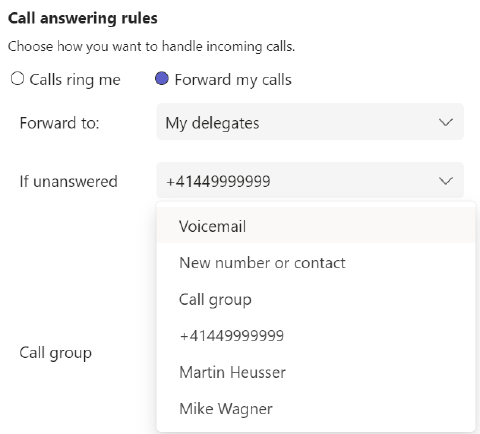 Call answering rules
Choose how you want to handle incoming calls.
Calls ring me Forward my calls
Forward to: My delegates
If unanswered +41449999999
Voicemail
New number or contact
Call group
+41449999999
Call group
Martin Heusser
Mike Wagner